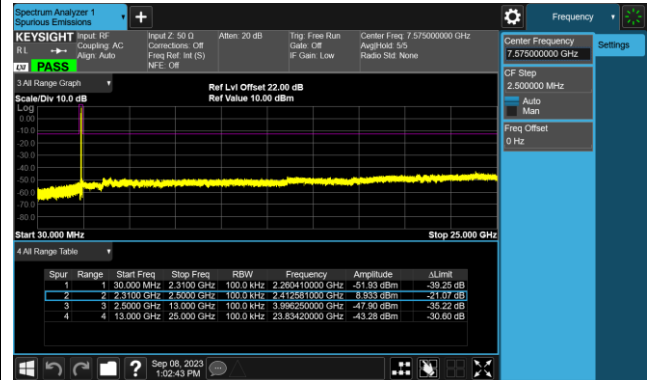 Spectrum Analyzer 1
Spurious Emissions
Frequency
KEYSIGHT Input: RF Input Z: 50 Ω Atten: 20 dB Trig: Free Run Center Freq: 7.575000000 GHz
RL Coupling: AC Corrections: Off Gate: Off Avg|Hold: 5/5
Align: Auto Freq Ref: Int (S) IF Gain: Low Radio Std: None
NFE: Off
LXI PASS
Center Frequency
7.575000000 GHz
Settings
CF Step
2.500000 MHz
Auto
Man
Freq Offset
0 Hz
3 All Range Graph
Ref Lvl Offset 22.00 dB
Scale/Div 10.0 dB Ref Value 10.00 dBm
Log
0.00
-10.0
-20.0
-30.0
-40.0
-50.0
-60.0
-70.0
-80.0
Start 30.000 MHz Stop 25.000 GHz
4 All Range Table
Spur Range Start Freq Stop Freq RBW Frequency Amplitude ΔLimit
1 1 30.000 MHz 2.3100 GHz 100.0 kHz 2.260410000 GHz -51.93 dBm -39.25 dB
2 2 2.3100 GHz 2.5000 GHz 100.0 kHz 2.412581000 GHz 8.933 dBm -21.07 dB
3 3 2.5000 GHz 13.000 GHz 100.0 kHz 3.996250000 GHz -47.90 dBm -35.22 dB
4 4 13.000 GHz 25.000 GHz 100.0 kHz 23.83420000 GHz -43.28 dBm -30.60 dB
Sep 08, 2023
1:02:43 PM